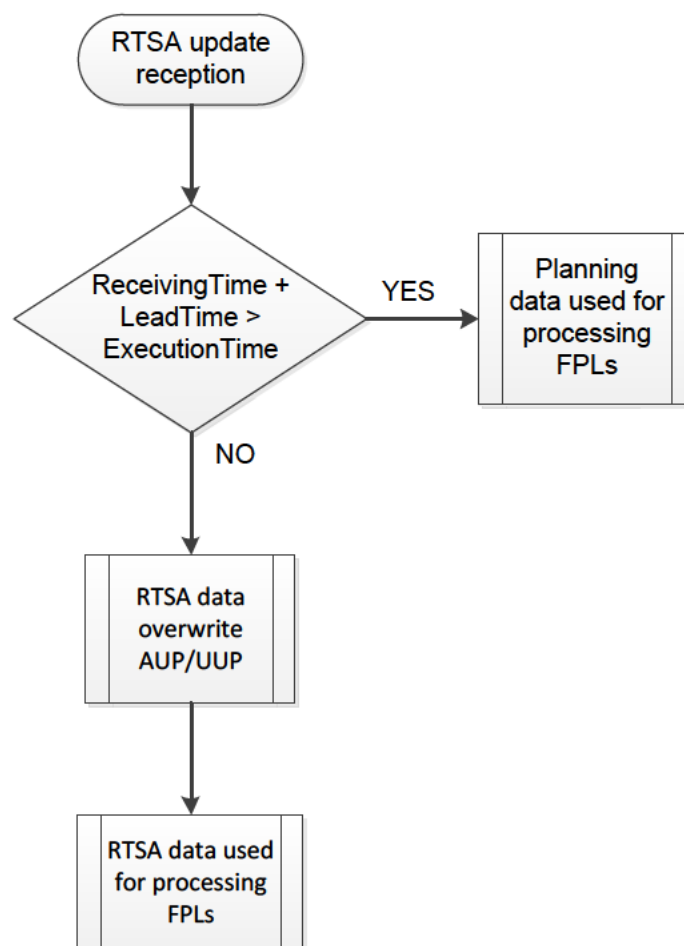 RTSA update
reception
ReceivingTime +
LeadTime >
ExecutionTime
YES
Planning
data used for
processing
FPLs
NO
RTSA data
overwrite
AUP/UUP
RTSA data used
for processing
FPLs